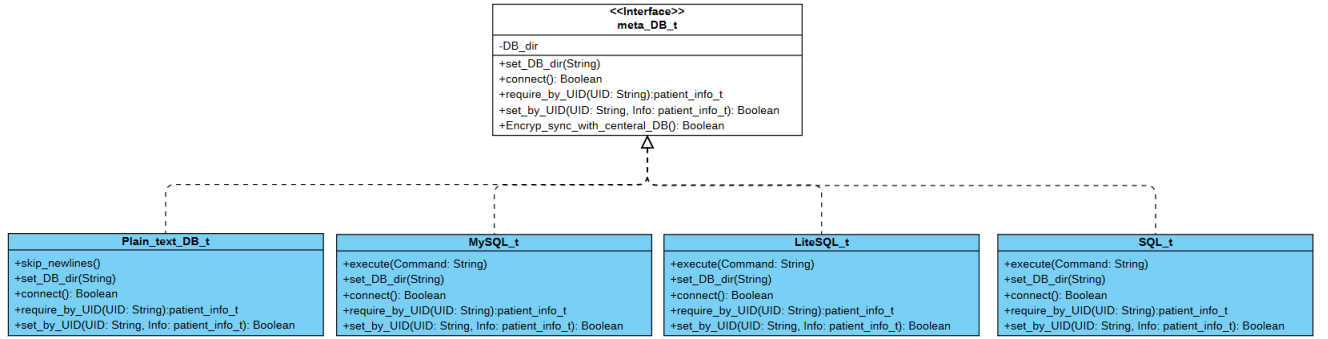 <<Interface>>
meta_DB_t
-DB_dir
+set_DB_dir(String)
+connect(): Boolean
+require_by_UID(UID: String):patient_info_t
+set_by_UID(UID: String, Info: patient_info_t): Boolean
+Encryp_sync_with_centeral_DB(): Boolean
Plain_text_DB_t
+skip_newlines()
+set_DB_dir(String)
+connect(): Boolean
+require_by_UID(UID: String):patient_info_t
+set_by_UID(UID: String, Info: patient_info_t): Boolean
MySQL_t
+execute(Command: String)
+set_DB_dir(String)
+connect(): Boolean
+require_by_UID(UID: String):patient_info_t
+set_by_UID(UID: String, Info: patient_info_t): Boolean
LiteSQL_t
+execute(Command: String)
+set_DB_dir(String)
+connect(): Boolean
+require_by_UID(UID: String):patient_info_t
+set_by_UID(UID: String, Info: patient_info_t): Boolean
SQL_t
+execute(Command: String)
+set_DB_dir(String)
+connect(): Boolean
+require_by_UID(UID: String):patient_info_t
+set_by_UID(UID: String, Info: patient_info_t): Boolean